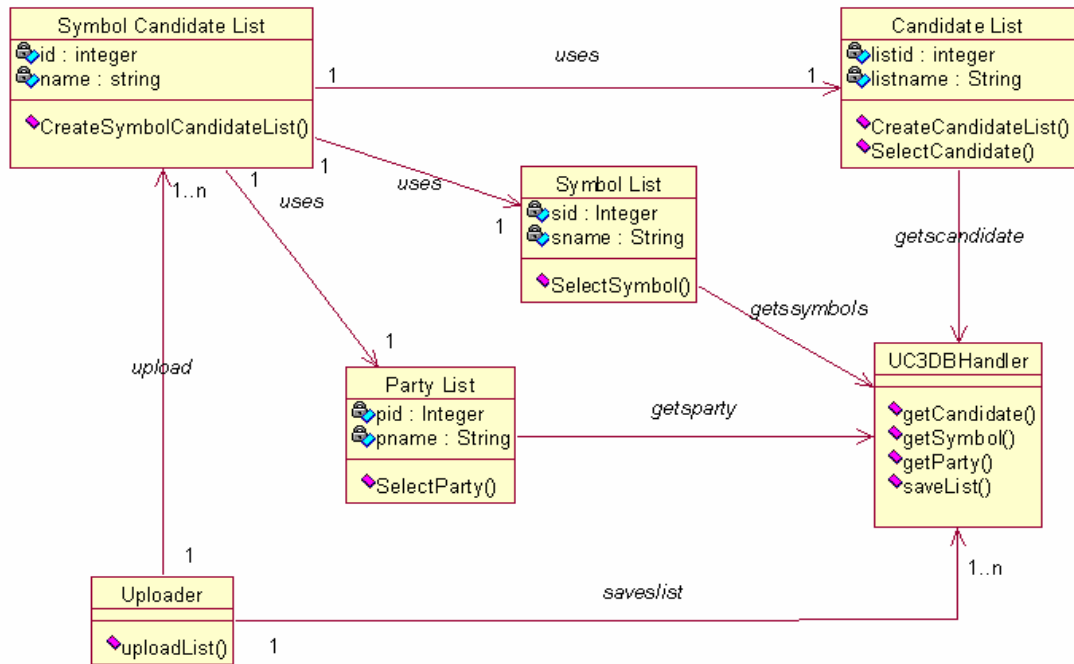 Symbol Candidate List
id : integer
name : string
CreateSymbolCandidateList()
Candidate List
listid : integer
listname : String
CreateCandidateList()
SelectCandidate()
uses
1
1
Symbol List
sid : Integer
sname : String
SelectSymbol()
uses
1
1
uses
1
1
Party List
pid : Integer
pname : String
SelectParty()
getscandidate
getssymbols
getsparty
UC3DBHandler
getCandidate()
getSymbol()
getParty()
saveList()
upload
1..n
1
Uploader
uploadList()
saveslist
1
1..n